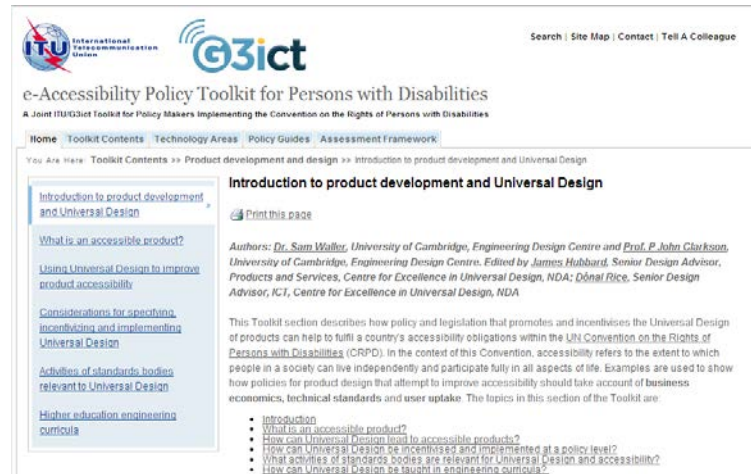 International
Telecommunication
Union
ITU
G3ict
Search | Site Map | Contact | Tell A Colleague
e-Accessibility Policy Toolkit for Persons with Disabilities
A Joint ITU/G3ict Toolkit for Policy Makers Implementing the Convention on the Rights of Persons with Disabilities
Home Toolkit Contents Technology Areas Policy Guides Assessment Framework
You Are Here: Toolkit Contents >> Product development and design >> Introduction to product development and Universal Design
Introduction to product development
and Universal Design
What is an accessible product?
Using Universal Design to improve
product accessibility
Considerations for specifying,
incentivizing and implementing
Universal Design
Activities of standards bodies
relevant to Universal Design
Higher education engineering
curricula
Introduction to product development and Universal Design
Print this page
Authors: Dr. Sam Waller, University of Cambridge, Engineering Design Centre and Prof. P John Clarkson,
University of Cambridge, Engineering Design Centre. Edited by James Hubbard, Senior Design Advisor,
Products and Services, Centre for Excellence in Universal Design, NDA; Dónal Rice, Senior Design
Advisor, ICT, Centre for Excellence in Universal Design, NDA
This Toolkit section describes how policy and legislation that promotes and incentivises the Universal Design
of products can help to fulfil a country's accessibility obligations within the UN Convention on the Rights of
Persons with Disabilities (CRPD). In the context of this Convention, accessibility refers to the extent to which
people in a society can live independently and participate fully in all aspects of life. Examples are used to show
how policies for product design that attempt to improve accessibility should take account of business
economics, technical standards and user uptake. The topics in this section of the Toolkit are:
Introduction
What is an accessible product?
How can Universal Design lead to accessible products?
How can Universal Design be incentivised and implemented at a policy level?
What activities of standards bodies are relevant for Universal Design and accessibility?
How can Universal Design be taught in engineering curricula?